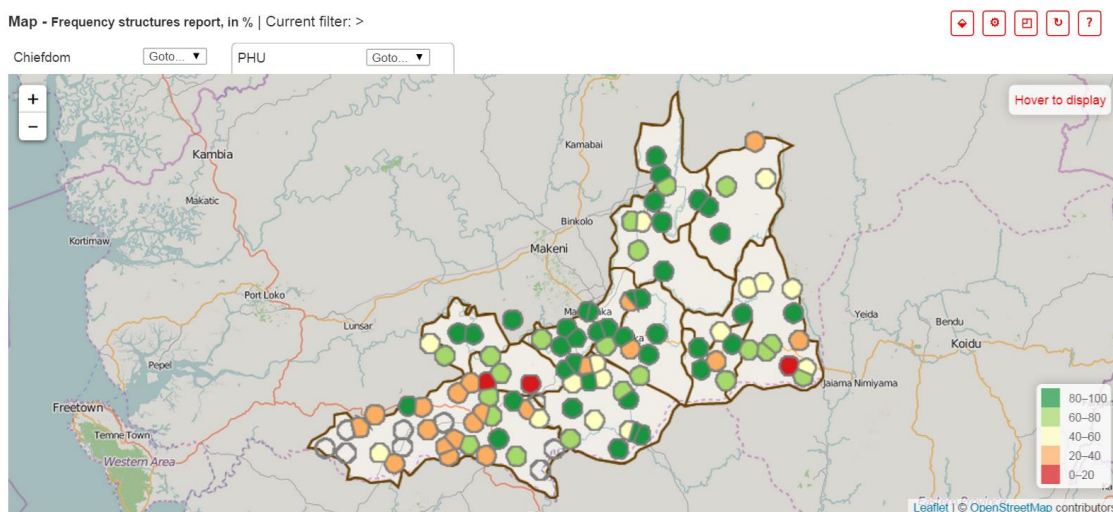 Map - Frequency structures report, in % | Current filter: >
?
Chiefdom Goto... ▼ PHU Goto... ▼
+
−
Hover to display
Kamabai
Kambia
Makatic
Binkolo
Kortimaw
Makeni
Port Loko
Lunsar
Yeida
Bendu
Koidu
Pepel
Jaiama Nimiyama
Freetown
Temne Town
Western Area
80–100
60–80
40–60
20–40
0–20
Leaflet | © OpenStreetMap contributors